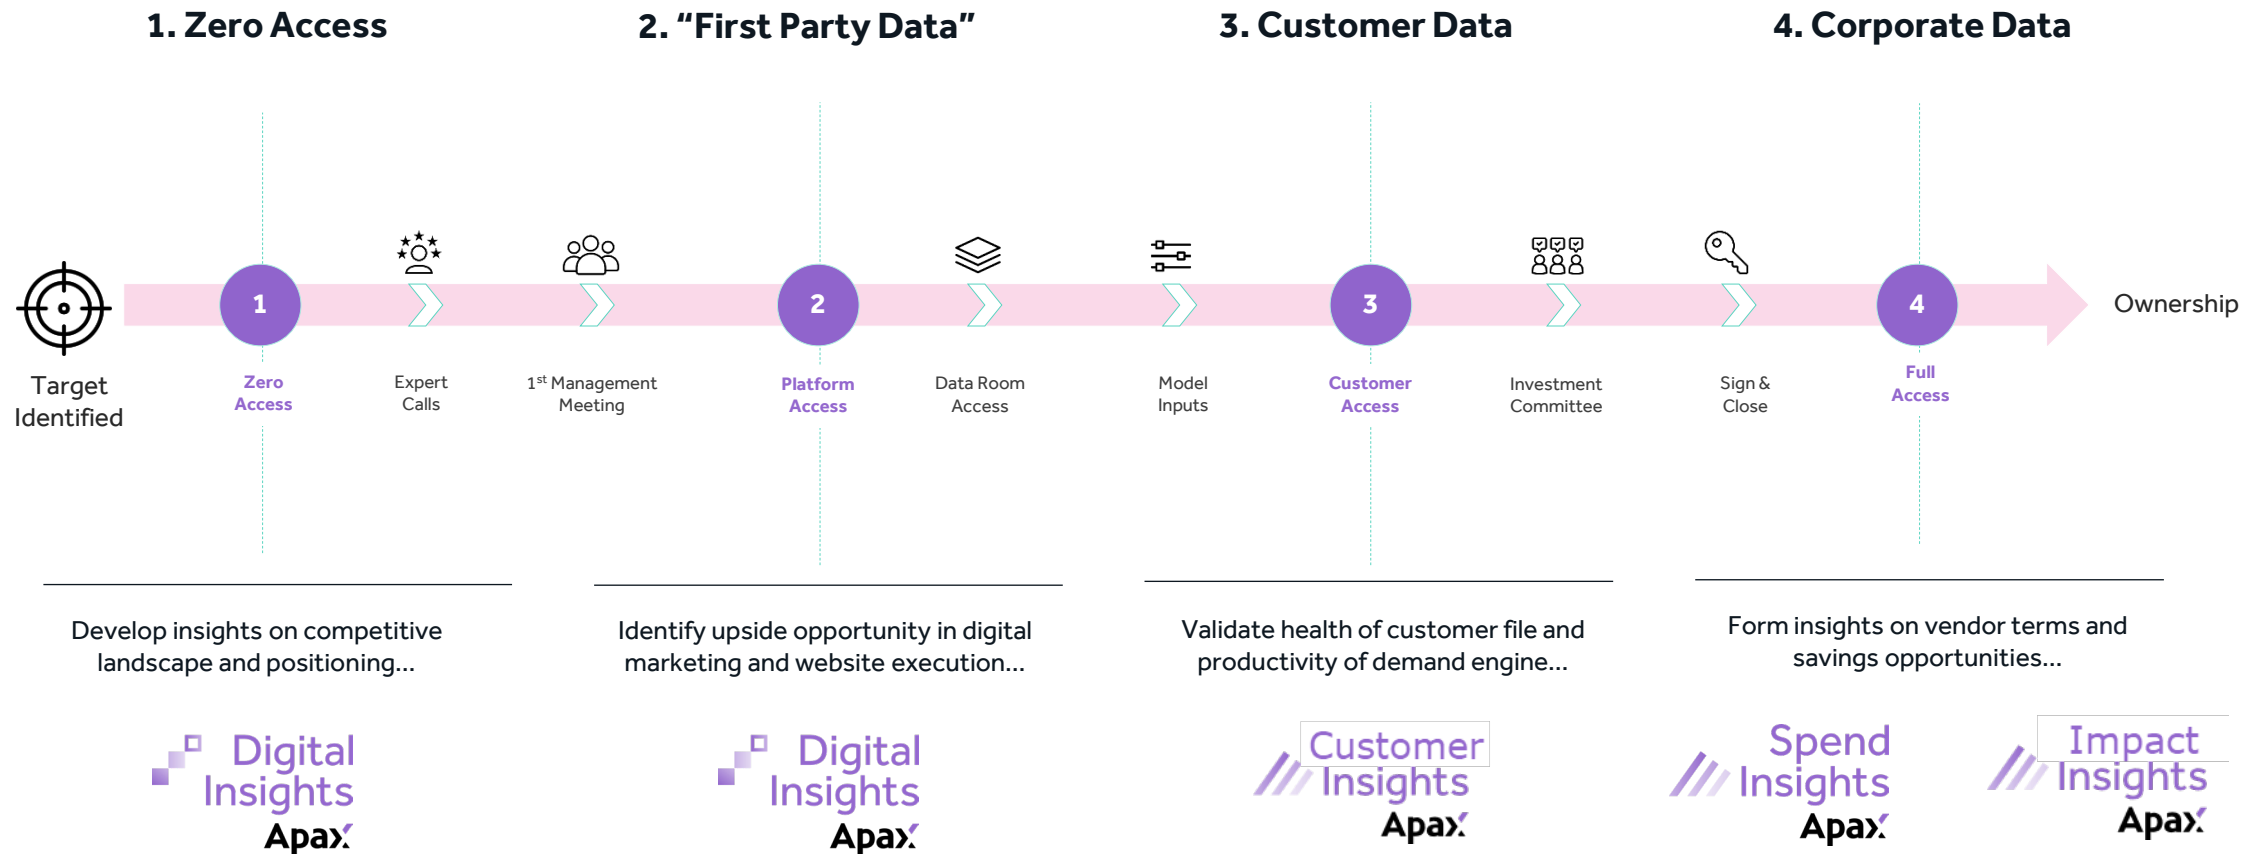 1. Zero Access
2. “First Party Data”
3. Customer Data
4. Corporate Data
1
2
3
4
Ownership
Target
Identified
Zero
Access
Expert
Calls
1st Management
Meeting
Platform
Access
Data Room
Access
Model
Inputs
Customer
Access
Investment
Committee
Sign &
Close
Full
Access
Develop insights on competitive
landscape and positioning...
Identify upside opportunity in digital
marketing and website execution...
Validate health of customer file and
productivity of demand engine...
Form insights on vendor terms and
savings opportunities...
Digital
Insights
Apax
Digital
Insights
Apax
Customer
Insights
Apax
Spend
Insights
Apax
Impact
Insights
Apax